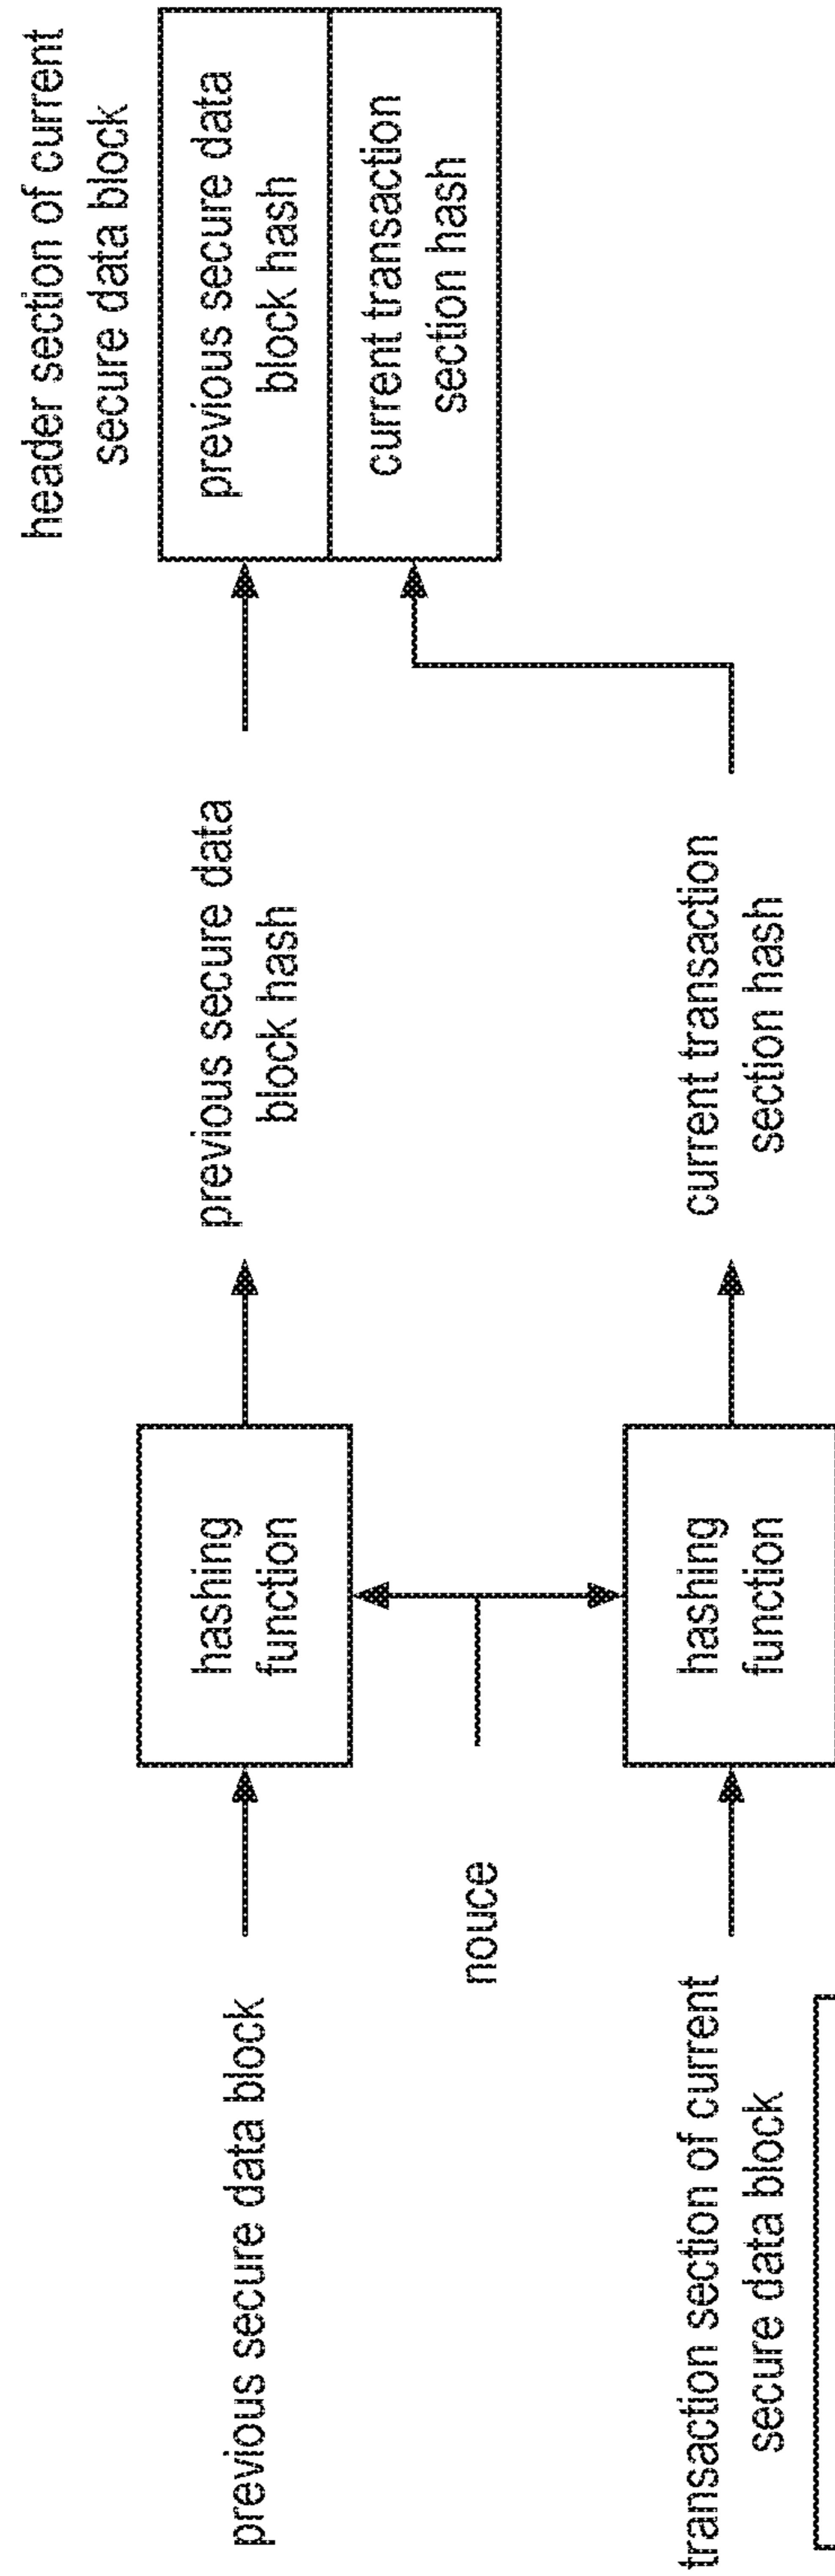 header section of current
secure data block
previous secure data
block hash
current transaction
section hash
previous secure data block
hashing
function
previous secure data
block hash
nouce
transaction section of current
secure data block
hashing
function
current transaction
section hash